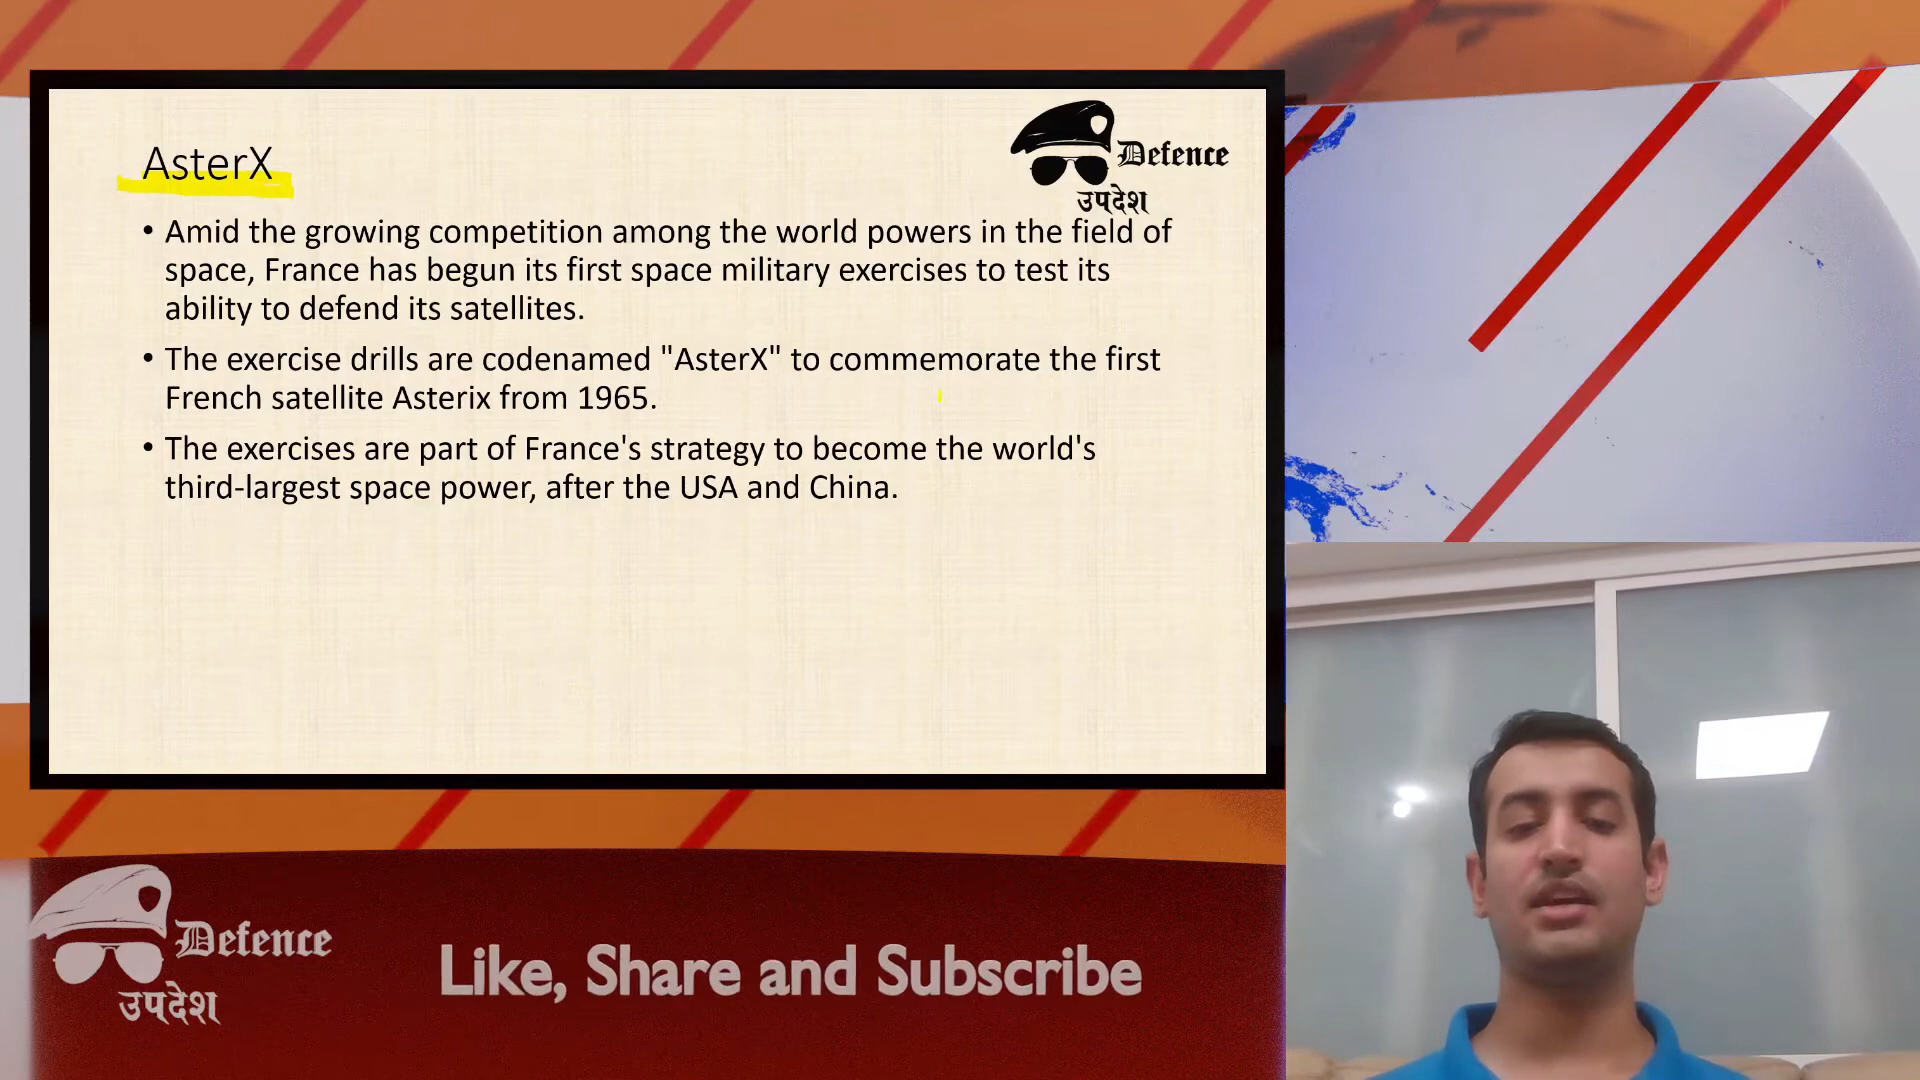 AsterX
Defence
उपदेश
• Amid the growing competition among the world powers in the field of
space, France has begun its first space military exercises to test its
ability to defend its satellites.
• The exercise drills are codenamed "AsterX" to commemorate the first
French satellite Asterix from 1965.
• The exercises are part of France's strategy to become the world's
third-largest space power, after the USA and China.
Defence
उपदेश
Like, Share and Subscribe